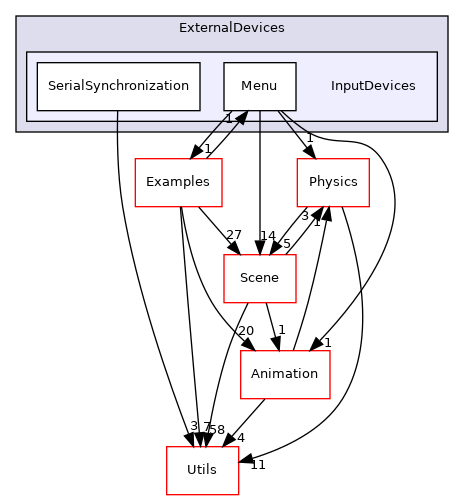 ExternalDevices
SerialSynchronization
Menu
InputDevices
1
1
1
Examples
Physics
27
14
5
3
1
Scene
20
1
1
Animation
3
7
58
4
11
Utils